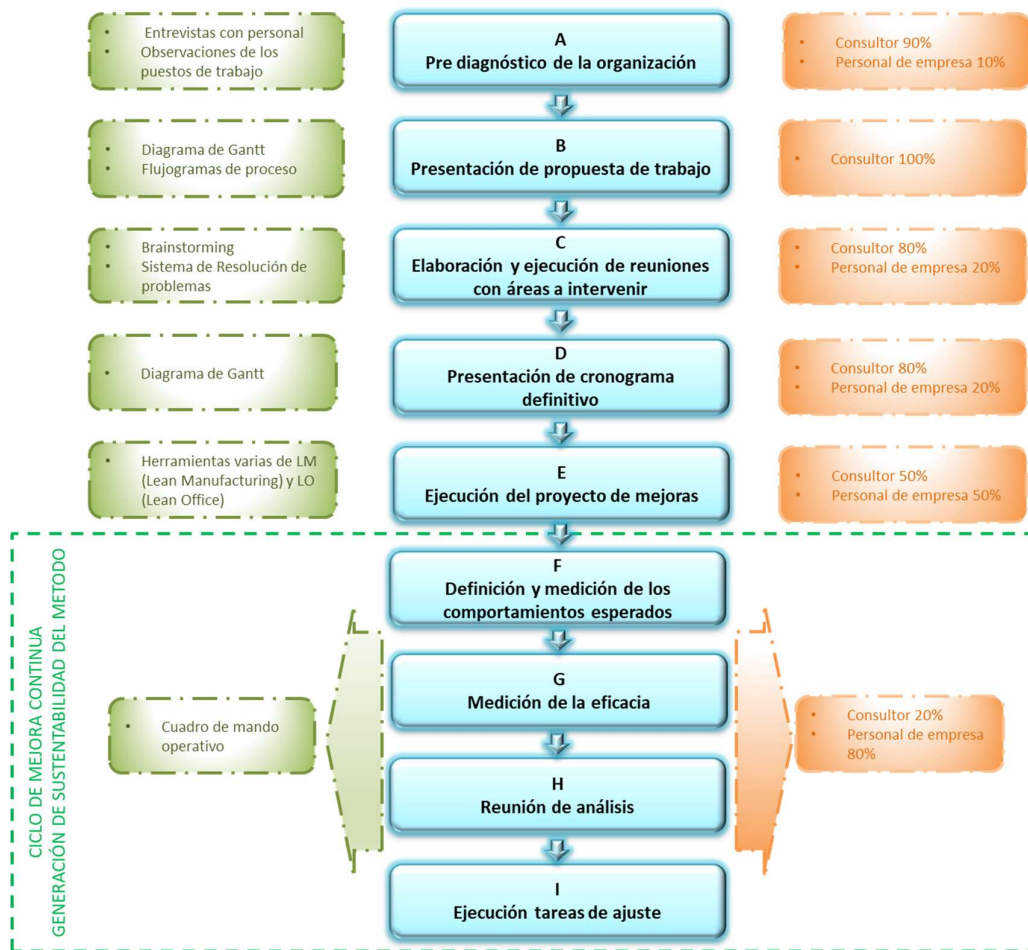 • Entrevistas con personal
• Observaciones de los
puestos de trabajo
A
Pre diagnóstico de la organización
• Consultor 90%
• Personal de empresa 10%
• Diagrama de Gantt
• Flujogramas de proceso
B
Presentación de propuesta de trabajo
• Consultor 100%
• Brainstorming
• Sistema de Resolución de
problemas
C
Elaboración y ejecución de reuniones
con áreas a intervenir
• Consultor 80%
• Personal de empresa 20%
• Diagrama de Gantt
D
Presentación de cronograma
definitivo
• Consultor 80%
• Personal de empresa 20%
• Herramientas varias de LM
(Lean Manufacturing) y LO
(Lean Office)
E
Ejecución del proyecto de mejoras
• Consultor 50%
• Personal de empresa 50%
CICLO DE MEJORA CONTINUA
GENERACIÓN DE SUSTENTABILIDAD DEL METODO
F
Definición y medición de los
comportamientos esperados
G
Medición de la eficacia
• Cuadro de mando
operativo
• Consultor 20%
• Personal de empresa
80%
H
Reunión de análisis
I
Ejecución tareas de ajuste